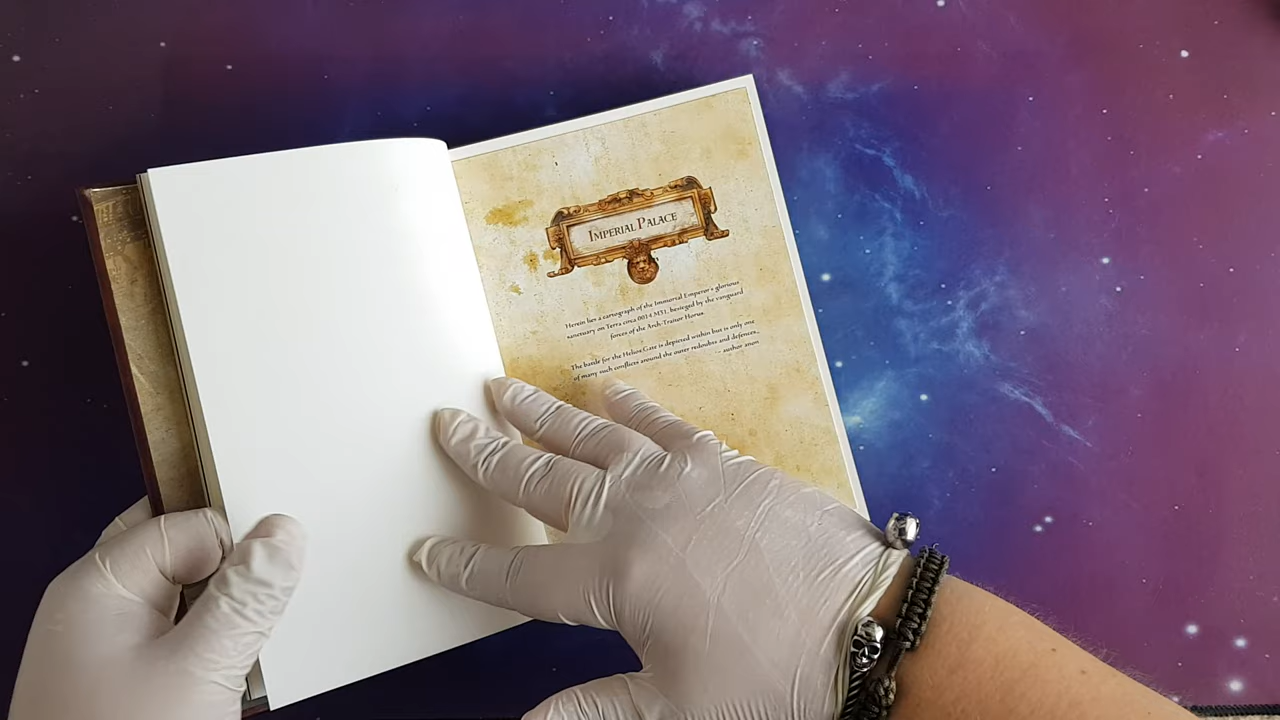 IMPERIAL PALACE
Herein lies a cartograph of the Immortal Emperor's glorious
sanctuary on Terra circa 0014.M31, besieged by the vanguard
forces of the Arch-Traitor Horus.
The battle for the Helios Gate is depicted within but is only one
of many such conflicts around the outer redoubts and defences.
— author anon